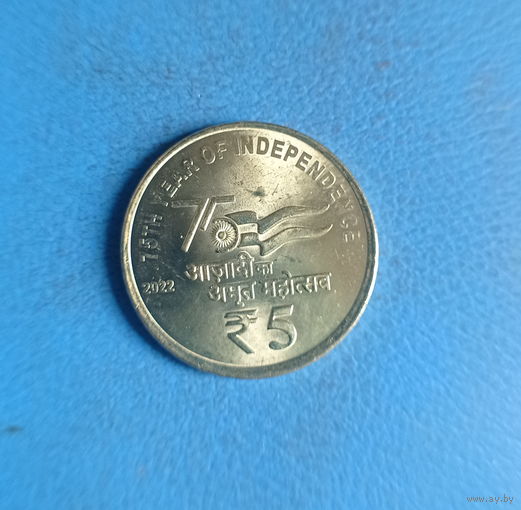 75TH YEAR OF INDEPENDENCE
75
आज़ादी का
अमृत महोत्सव
2022
₹5
www.ay.by